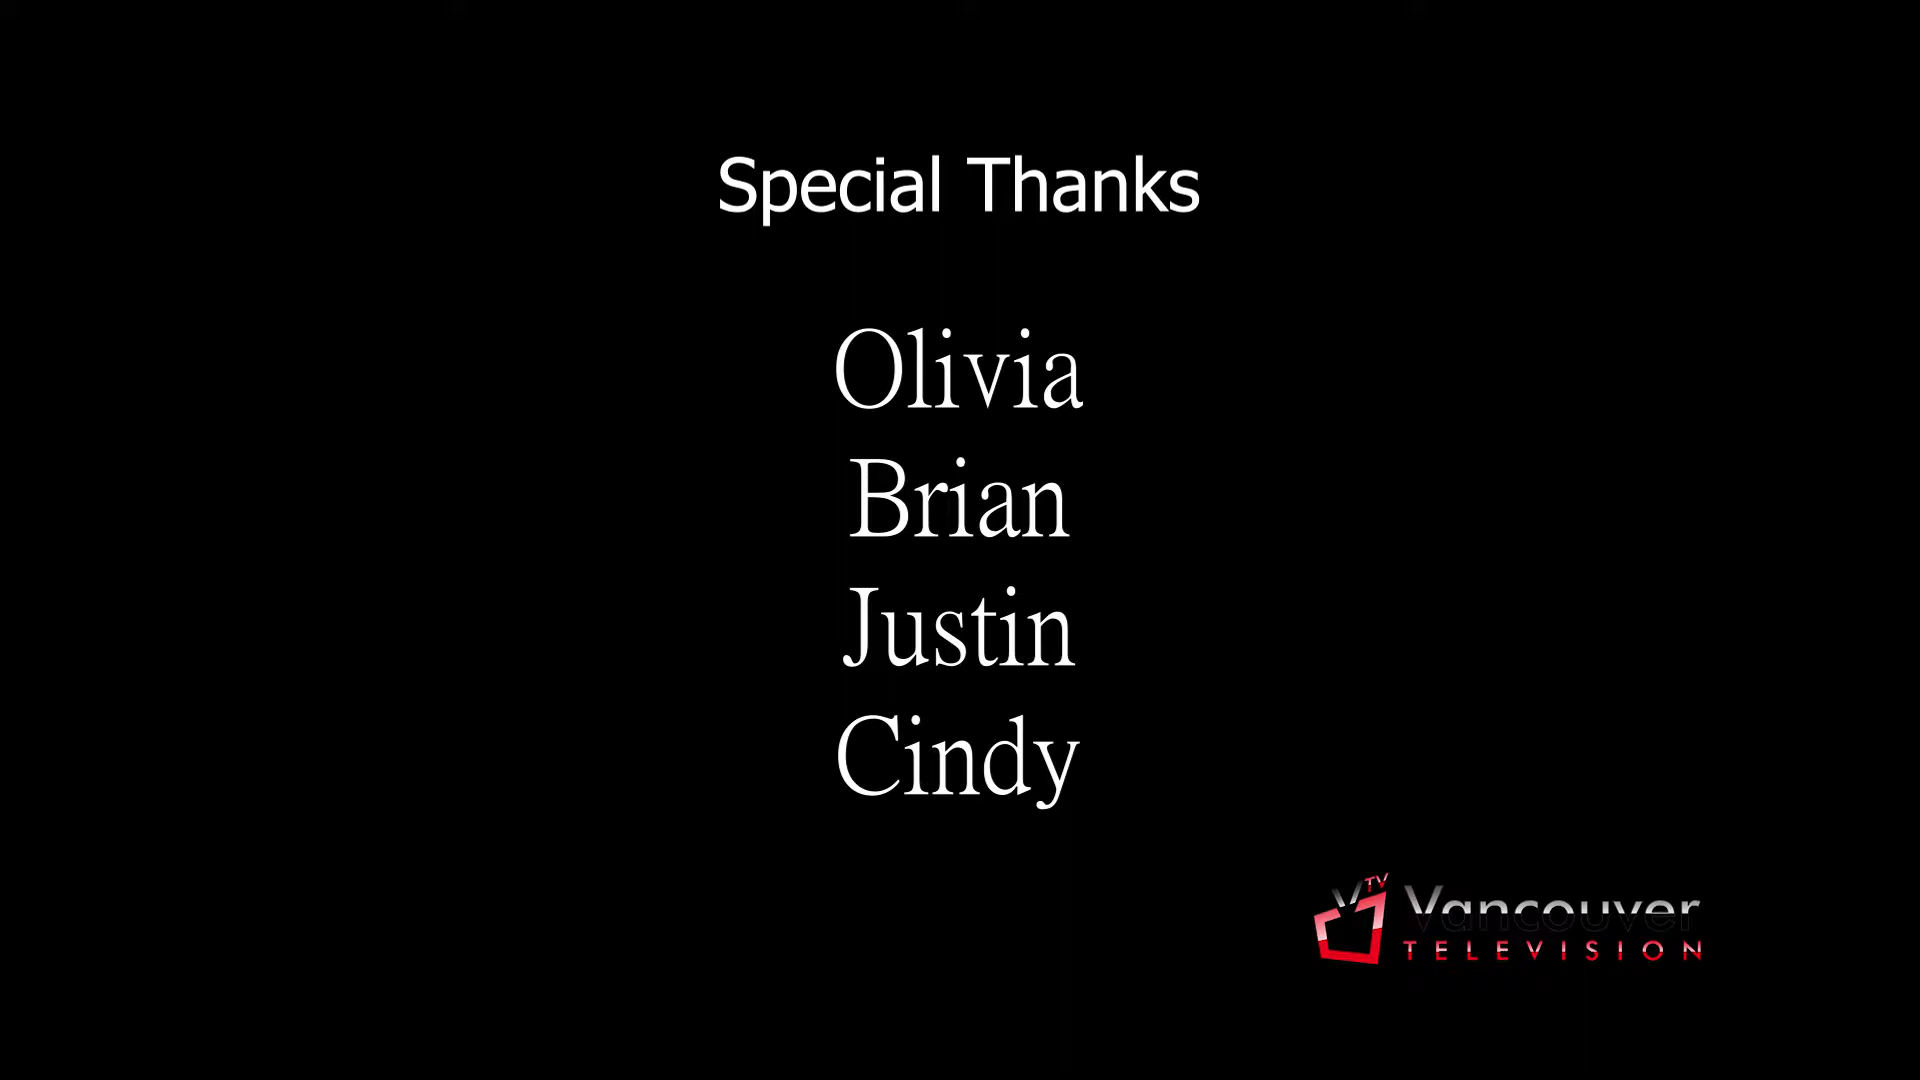 Special Thanks
Olivia
Brian
Justin
Cindy
TV
Vancouver
TELEVISION